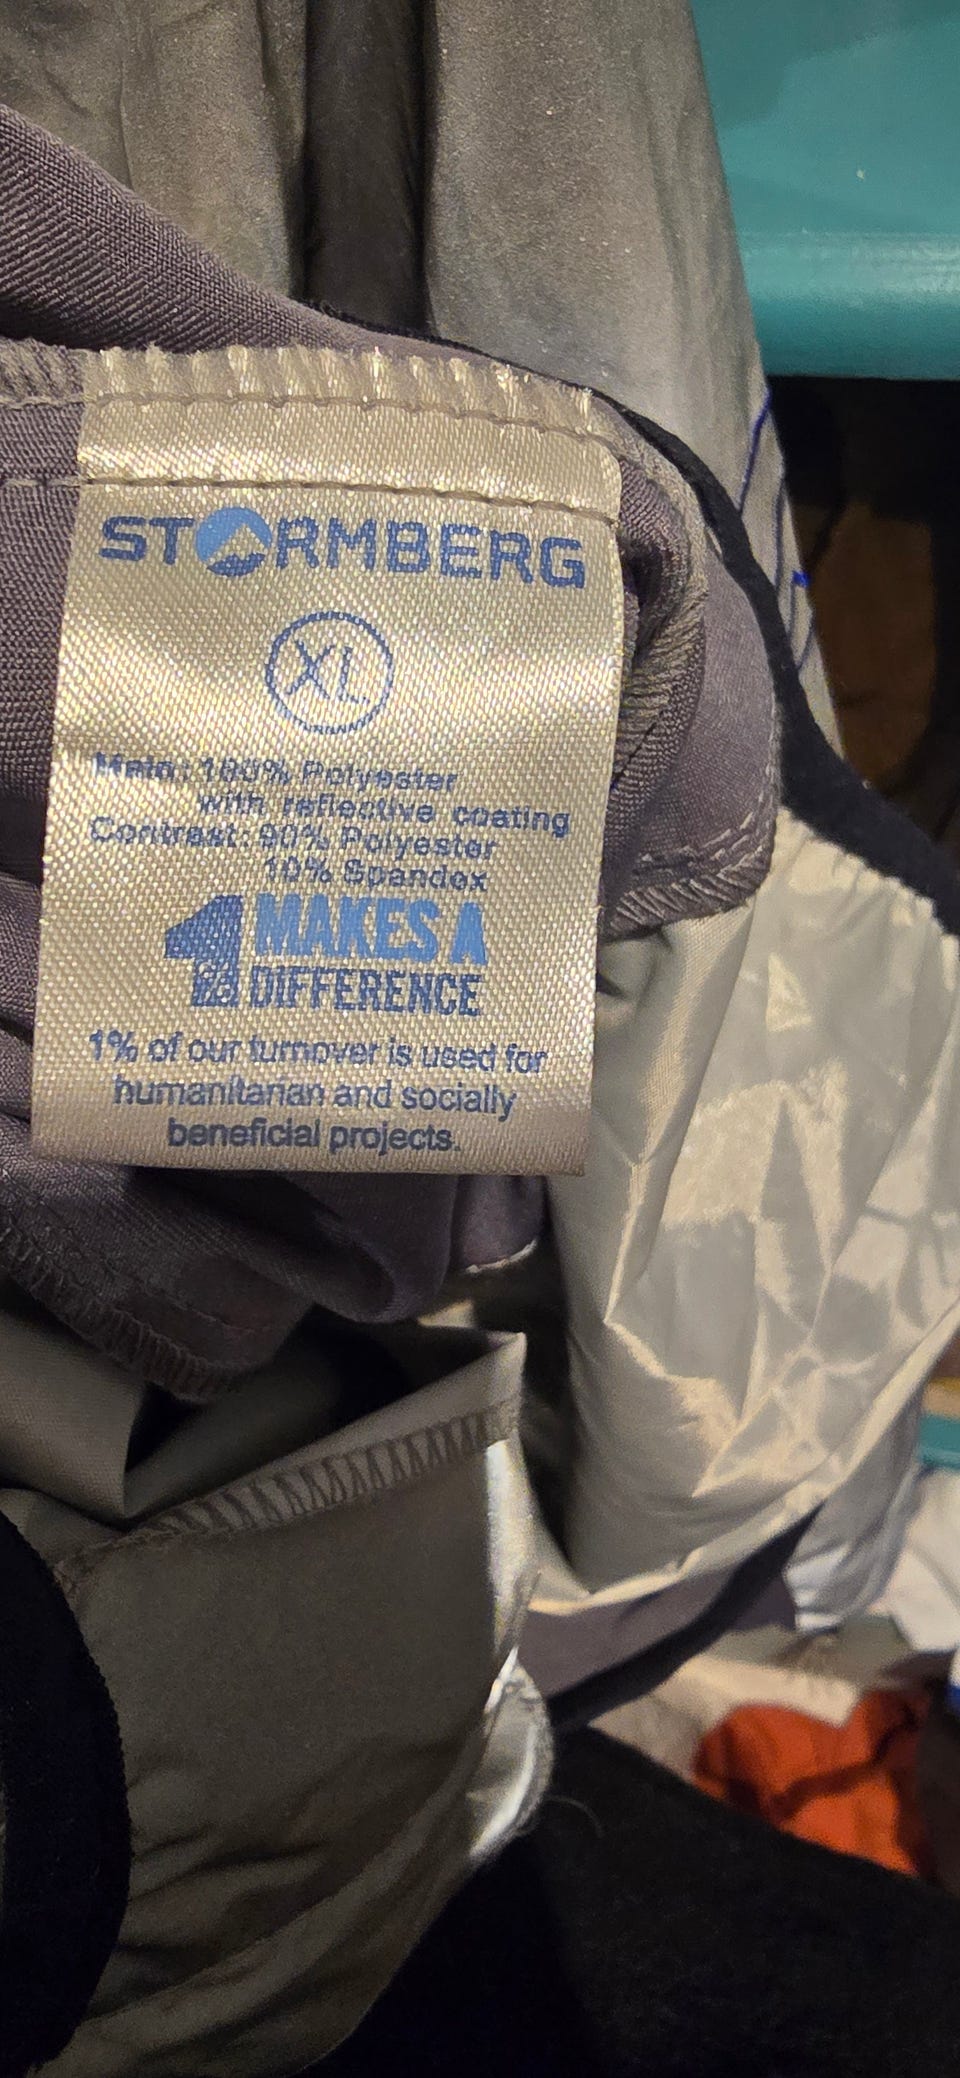 STORMBERG
XL
Main: 100% Polyester
with reflective coating
Contrast: 90% Polyester
10% Spandex
1% MAKES A
DIFFERENCE
1% of our turnover is used for
humanitarian and socially
beneficial projects.